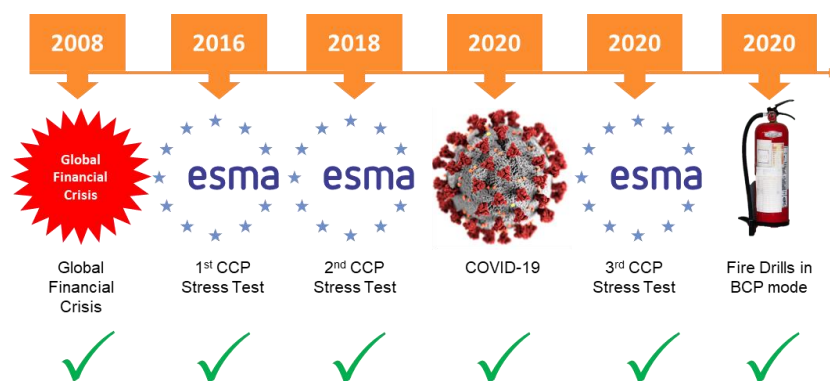 2008
2016
2018
2020
2020
2020
Global
Financial
Crisis
esma
esma
esma
Global
Financial
Crisis
1st CCP
Stress Test
2nd CCP
Stress Test
COVID-19
3rd CCP
Stress Test
Fire Drills in
BCP mode